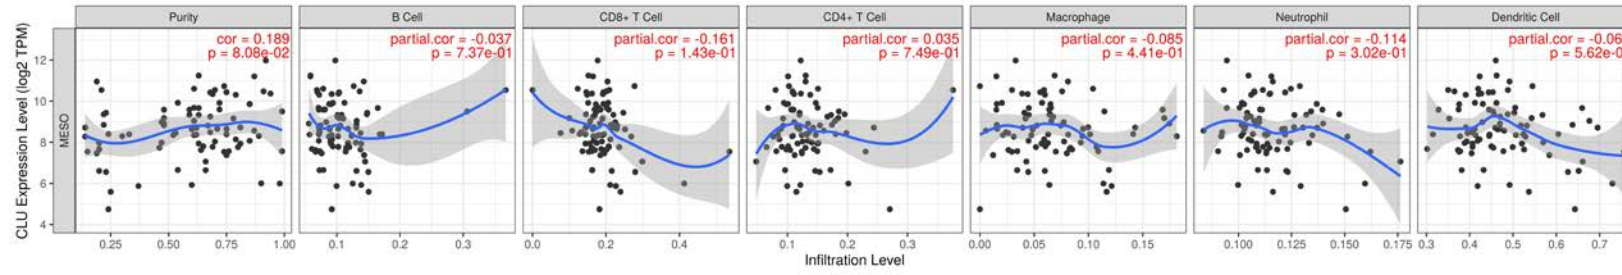 Purity
B Cell
CD8+ T Cell
CD4+ T Cell
Macrophage
Neutrophil
Dendritic Cell
cor = 0.189
p = 8.08e-02
partial.cor = -0.037
p = 7.37e-01
partial.cor = -0.161
p = 1.43e-01
partial.cor = 0.035
p = 7.49e-01
partial.cor = -0.085
p = 4.41e-01
partial.cor = -0.114
p = 3.02e-01
partial.cor = -0.06
p = 5.62e-0
CLU Expression Level (log2 TPM)
MESO
12
10
8
6
4
0.25 0.50 0.75 1.00
0.1 0.2 0.3
0.0 0.2 0.4
0.1 0.2 0.3
0.00 0.05 0.10 0.15
0.100 0.125 0.150 0.175
0.3 0.4 0.5 0.6 0.7
Infiltration Level